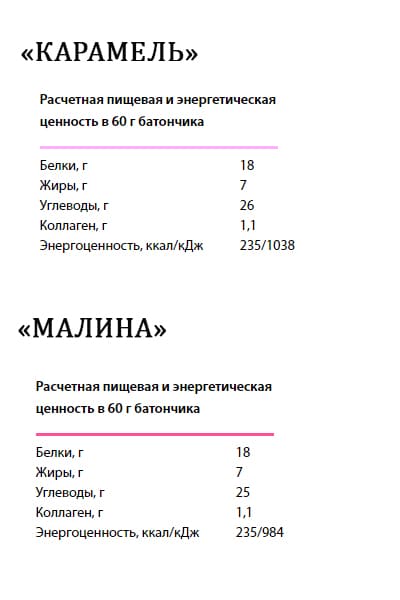 «КАРАМЕЛЬ»
Расчетная пищевая и энергетическая
ценность в 60 г батончика
Белки, г 18
Жиры, г 7
Углеводы, г 26
Коллаген, г 1,1
Энергоценность, ккал/кДж 235/1038
«МАЛИНА»
Расчетная пищевая и энергетическая
ценность в 60 г батончика
Белки, г 18
Жиры, г 7
Углеводы, г 25
Коллаген, г 1,1
Энергоценность, ккал/кДж 235/984